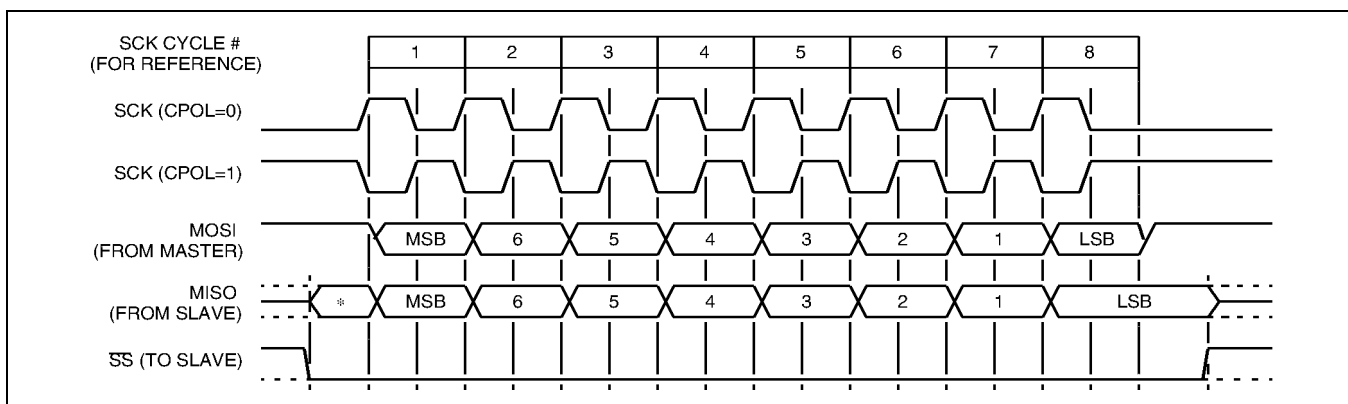 SCK CYCLE #
(FOR REFERENCE)
1 2 3 4 5 6 7 8
SCK (CPOL=0)
SCK (CPOL=1)
MOSI
(FROM MASTER)
MSB 6 5 4 3 2 1 LSB
MISO
(FROM SLAVE)
* MSB 6 5 4 3 2 1 LSB
S̅S̅ (TO SLAVE)